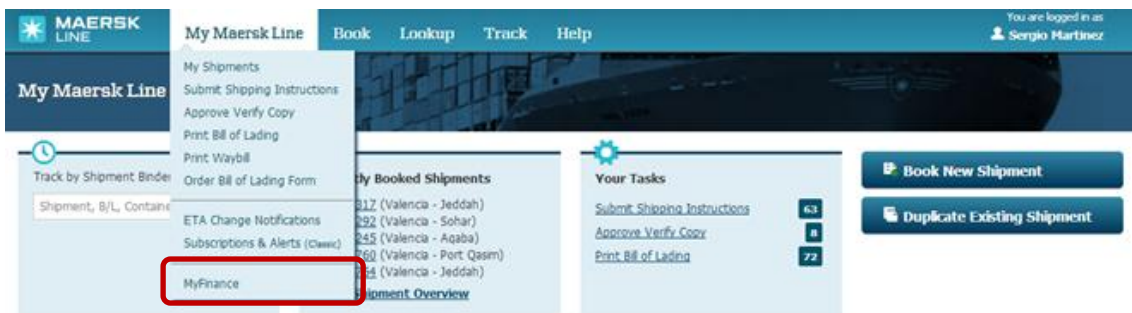 MAERSK
LINE
My Maersk Line
Book
Lookup
Track
Help
You are logged in as
Sergio Martinez
My Maersk Line
My Shipments
Submit Shipping Instructions
Approve Verify Copy
Print Bill of Lading
Print Waybill
Order Bill of Lading Form
ETA Change Notifications
Subscriptions & Alerts (Classic)
MyFinance
Track by Shipment Binde
Shipment, B/L, Containe
tly Booked Shipments
817 (Valencia - Jeddah)
292 (Valencia - Sohar)
245 (Valencia - Aqaba)
760 (Valencia - Port Qasim)
(Valencia - Jeddah)
Shipment Overview
Your Tasks
Submit Shipping Instructions 63
Approve Verify Copy 8
Print Bill of Lading 72
Book New Shipment
Duplicate Existing Shipment